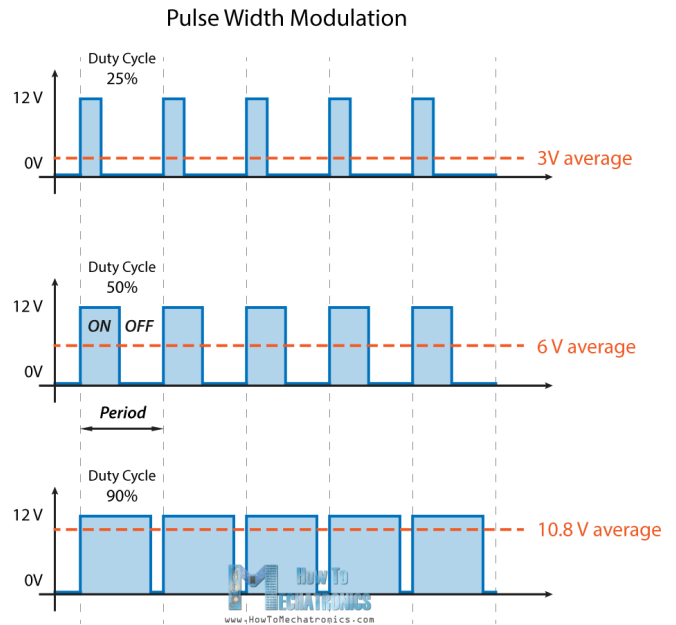 Pulse Width Modulation
Duty Cycle
25%
12 V
0V
3V average
Duty Cycle
50%
12 V
ON OFF
6 V average
0V
Period
Duty Cycle
90%
12 V
10.8 V average
0V
How To
MECHATRONICS
www.HowToMechatronics.com